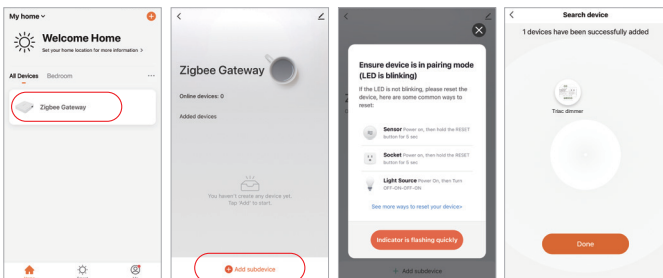 My home
Welcome Home
Set your home location for more information >
All Devices Bedroom
Zigbee Gateway
Zigbee Gateway
Online devices: 0
Added devices
You haven't create any device yet.
Tap 'Add' to start.
Add subdevice
Ensure device is in pairing mode
(LED is blinking)
If the LED is not blinking, please reset the
device, here are some common ways to
reset:
Sensor Power on, then hold the RESET
button for 5 sec
Socket Power on, then hold the RESET
button for 5 sec
Light Source Power On, then Turn
OFF-ON-OFF-ON
See more ways to reset your device>
Indicator is flashing quickly
+ Add subdevice
Search device
1 devices have been successfully added
Triac dimmer
Done